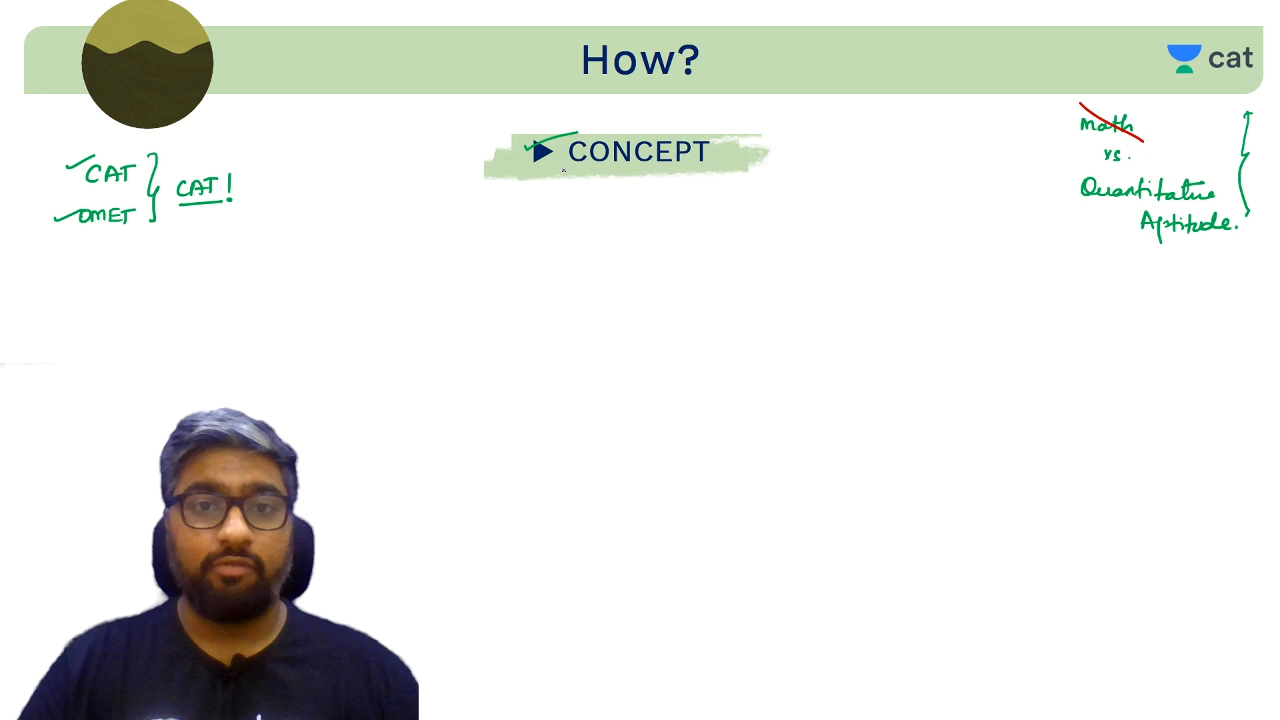 How?
cat
CONCEPT
CAT
OMET
CAT!
Math
vs.
Quantitative
Aptitude.